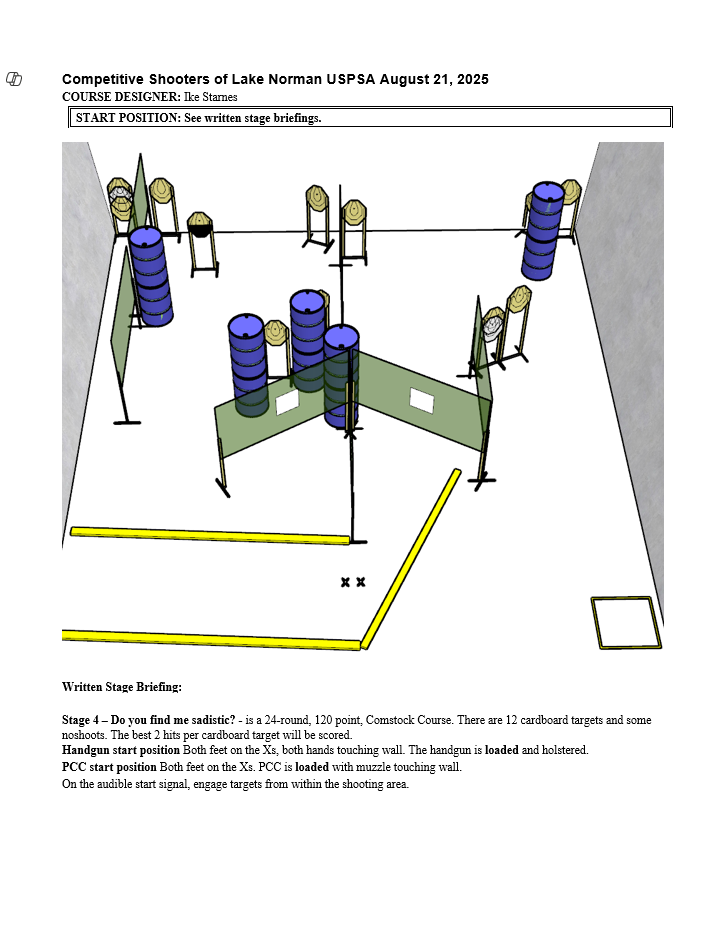 Competitive Shooters of Lake Norman USPSA August 21, 2025
COURSE DESIGNER: Ike Starnes
START POSITION: See written stage briefings.
X X
Written Stage Briefing:
Stage 4 – Do you find me sadistic? - is a 24-round, 120 point, Comstock Course. There are 12 cardboard targets and some
noshoots. The best 2 hits per cardboard target will be scored.
Handgun start position Both feet on the Xs, both hands touching wall. The handgun is loaded and holstered.
PCC start position Both feet on the Xs. PCC is loaded with muzzle touching wall.
On the audible start signal, engage targets from within the shooting area.